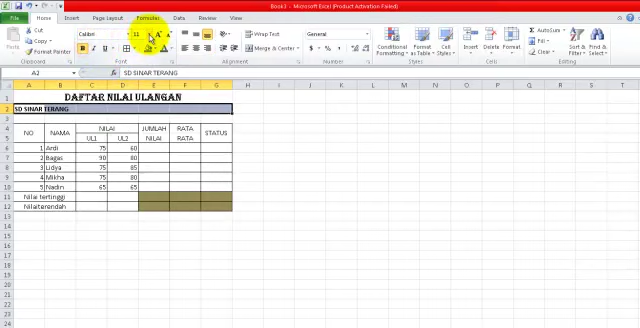 Book3 - Microsoft Excel (Product Activation Failed)
File Home Insert Page Layout Formulas Data Review View
Cut
Copy
Format Painter
Clipboard
Calibri 11
B I U
Font
Wrap Text
Merge & Center
Alignment
General
$ % ,
Number
Conditional Formatting
Format as Table
Cell Styles
Styles
Insert Delete Format
Cells
AutoSum
Fill
Clear
Sort & Filter
Find & Select
Editing
A2 fx SD SINAR TERANG
A B C D E F G H I J K L M N O P
1 DAFTAR NILAI ULANGAN
2 SD SINAR TERANG
3
4 NO NAMA NILAI JUMLAH NILAI RATA RATA STATUS
5 UL1 UL2
6 1 Ardi 75 60
7 2 Bagas 90 80
8 3 Lidya 75 85
9 4 Mikha 75 80
10 5 Nadin 65 65
11 Nilai tertinggi
12 Nilai terendah
13
14
15
16
17
18
19
20
21
22
23
24